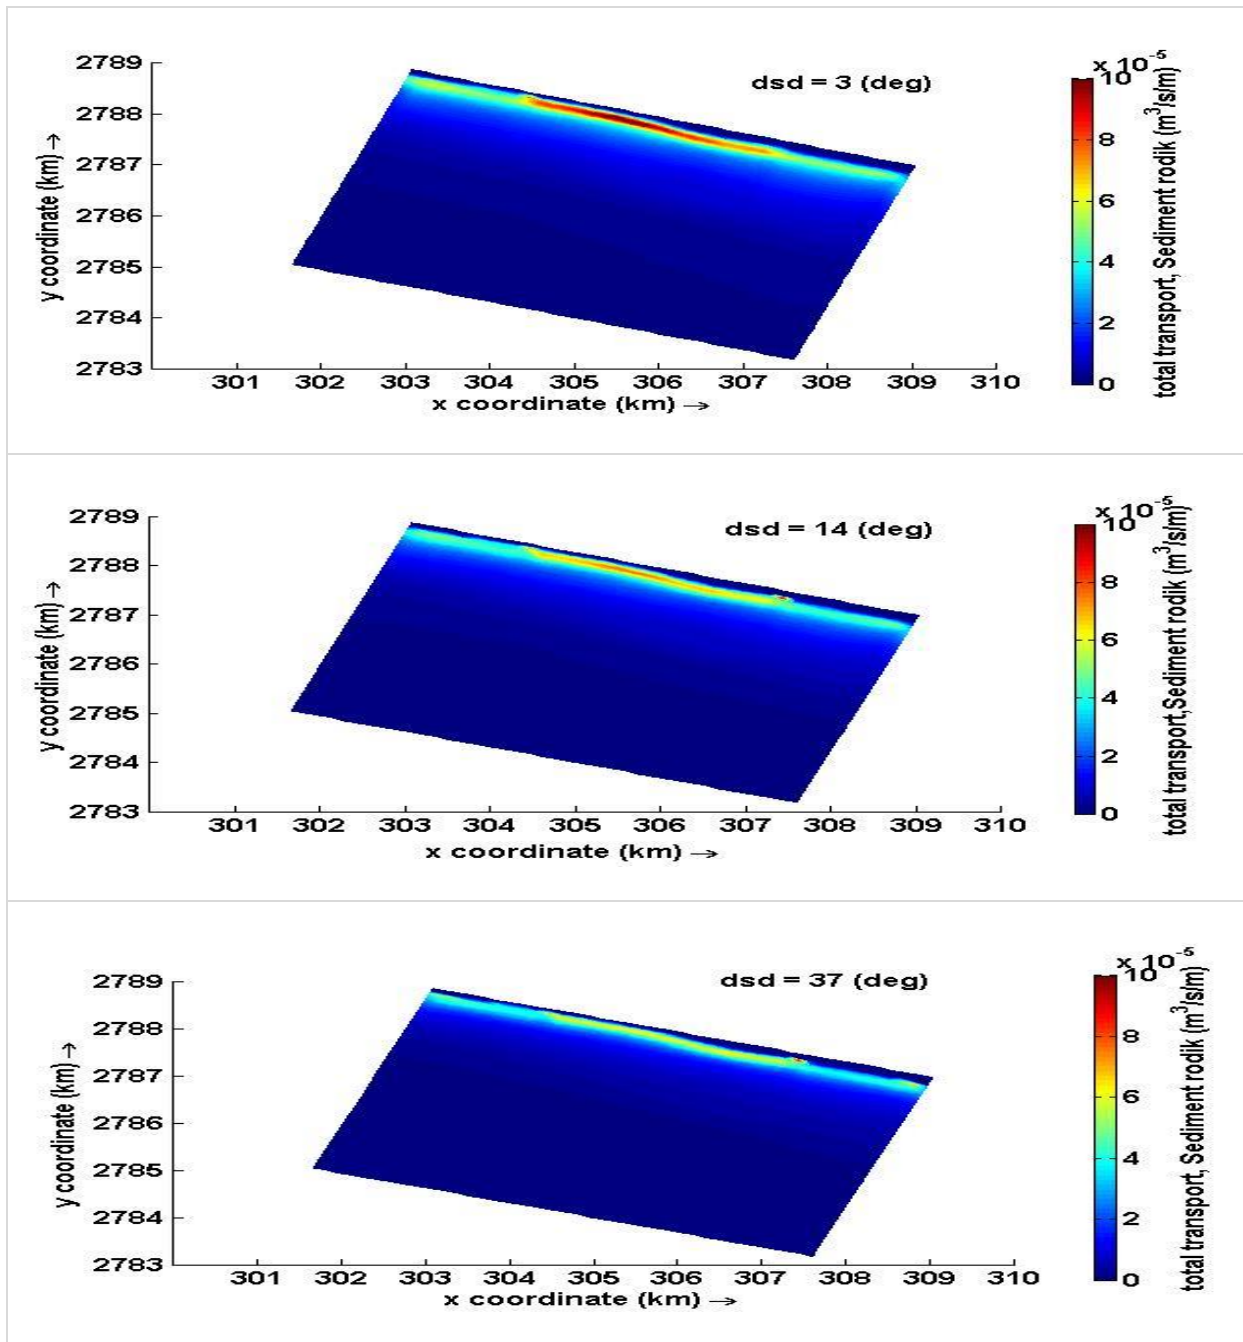 x 10⁻⁵
2789
dsd = 3 (deg)
10
2788
8
2787
6
2786
4
2785
2
2784
2783
0
301 302 303 304 305 306 307 308 309 310
x coordinate (km) →
y coordinate (km) →
total transport, Sediment rodik (m³/s/m)
x 10⁻⁵
2789
dsd = 14 (deg)
10
2788
8
2787
6
2786
4
2785
2
2784
2783
0
301 302 303 304 305 306 307 308 309 310
x coordinate (km) →
y coordinate (km) →
total transport,Sediment rodik (m³/s/m)
x 10⁻⁵
2789
dsd = 37 (deg)
10
2788
8
2787
6
2786
4
2785
2
2784
2783
0
301 302 303 304 305 306 307 308 309 310
x coordinate (km) →
y coordinate (km) →
total transport, Sediment rodik (m³/s/m)